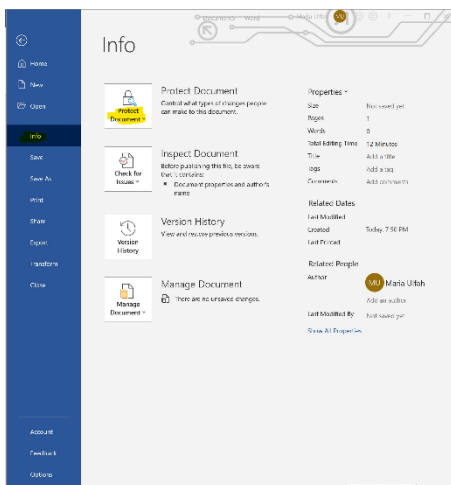 Word
Maria Ulfah
MU
Info
Home
New
Open
Info
Save
Save As
Print
Share
Export
Transform
Close
Account
Feedback
Options
Protect Document
Protect Document
Control what types of changes people
can make to this document.
Check for
Issues
Inspect Document
Before publishing this file, be aware
that it contains:
Document properties and author's
name
Version
History
Version History
View and restore previous versions.
Manage
Document
Manage Document
There are no unsaved changes.
Properties
Size Not saved yet
Pages 1
Words 0
Total Editing Time 12 Minutes
Title Add a title
Tags Add a tag
Comments Add comments
Related Dates
Last Modified
Created Today, 7:50 PM
Last Printed
Related People
Author MU Maria Ulfah
Add an author
Last Modified By Not saved yet
Show All Properties